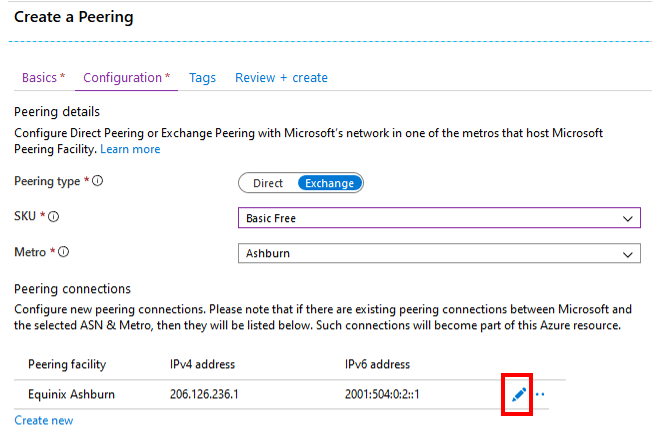 Create a Peering
Basics * Configuration * Tags Review + create
Peering details
Configure Direct Peering or Exchange Peering with Microsoft's network in one of the metros that host Microsoft
Peering Facility. Learn more
Peering type * Direct Exchange
SKU * Basic Free
Metro * Ashburn
Peering connections
Configure new peering connections. Please note that if there are existing peering connections between Microsoft and
the selected ASN & Metro, then they will be listed below. Such connections will become part of this Azure resource.
Peering facility IPv4 address IPv6 address
Equinix Ashburn 206.126.236.1 2001:504:0:2::1
Create new